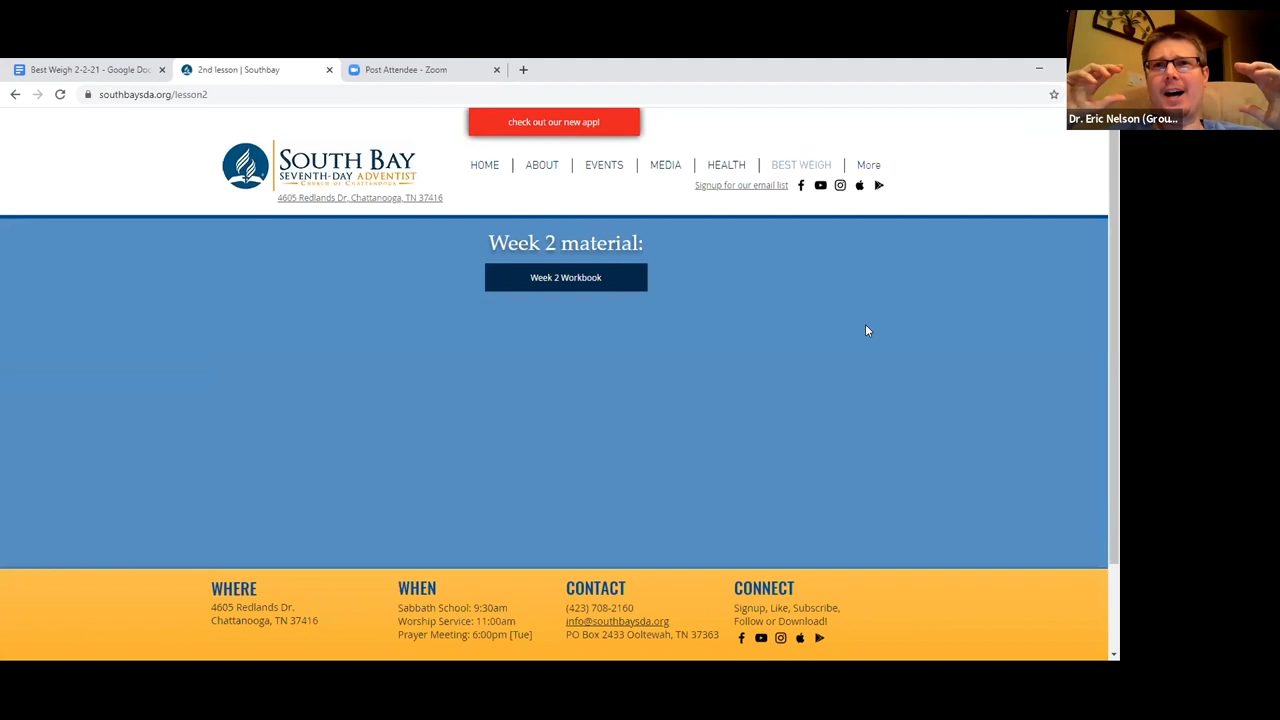 Best Weigh 2-2-21 - Google Doc
2nd lesson | Southbay
Post Attendee - Zoom
southbaysda.org/lesson2
Dr. Eric Nelson (Grou...
check out our new app!
SOUTH BAY
SEVENTH-DAY ADVENTIST
CHURCH OF CHATTANOOGA
4605 Redlands Dr, Chattanooga, TN 37416
HOME
ABOUT
EVENTS
MEDIA
HEALTH
BEST WEIGH
More
Signup for our email list
Week 2 material:
Week 2 Workbook
WHERE
4605 Redlands Dr.
Chattanooga, TN 37416
WHEN
Sabbath School: 9:30am
Worship Service: 11:00am
Prayer Meeting: 6:00pm [Tue]
CONTACT
(423) 708-2160
info@southbaysda.org
PO Box 2433 Ooltewah, TN 37363
CONNECT
Signup, Like, Subscribe,
Follow or Download!